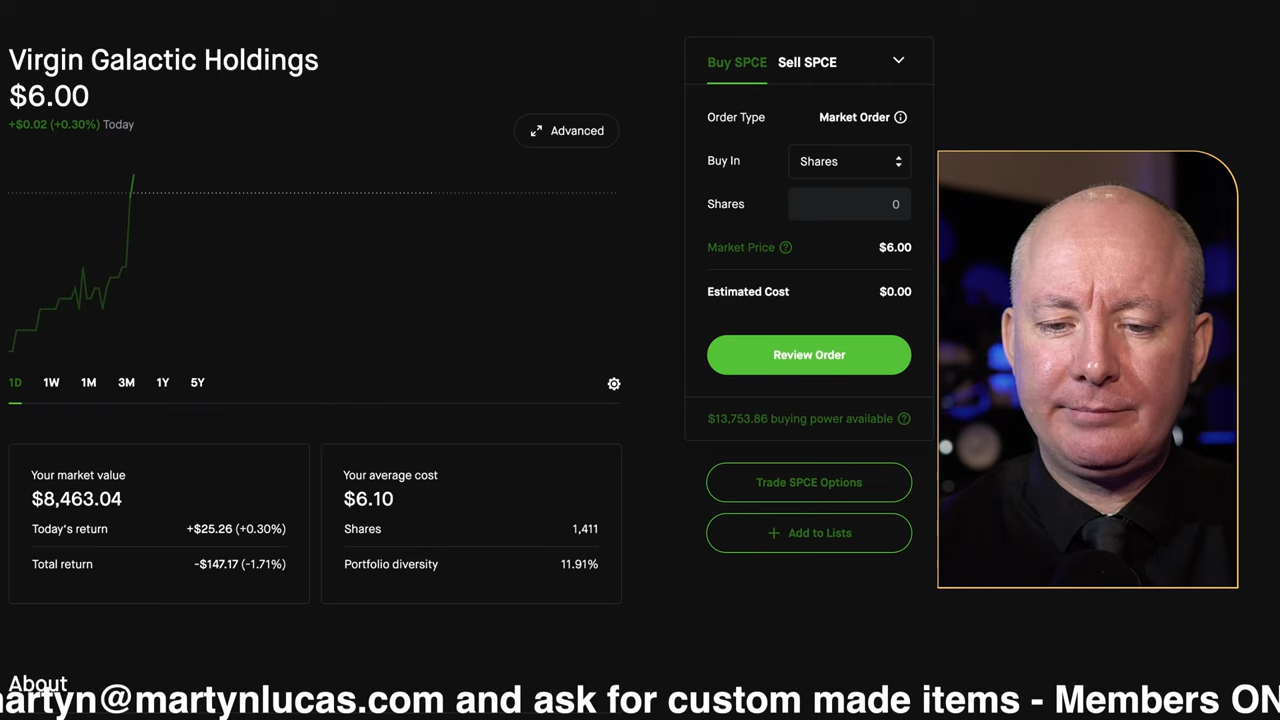 Virgin Galactic Holdings
$6.00
+$0.02 (+0.30%) Today
Advanced
1D 1W 1M 3M 1Y 5Y
Your market value
$8,463.04
Today's return +$25.26 (+0.30%)
Total return -$147.17 (-1.71%)
Your average cost
$6.10
Shares 1,411
Portfolio diversity 11.91%
Buy SPCE Sell SPCE
Order Type Market Order
Buy In Shares
Shares 0
Market Price $6.00
Estimated Cost $0.00
Review Order
$13,753.86 buying power available
Trade SPCE Options
+ Add to Lists
About
artyn@martynlucas.com and ask for custom made items - Members ON